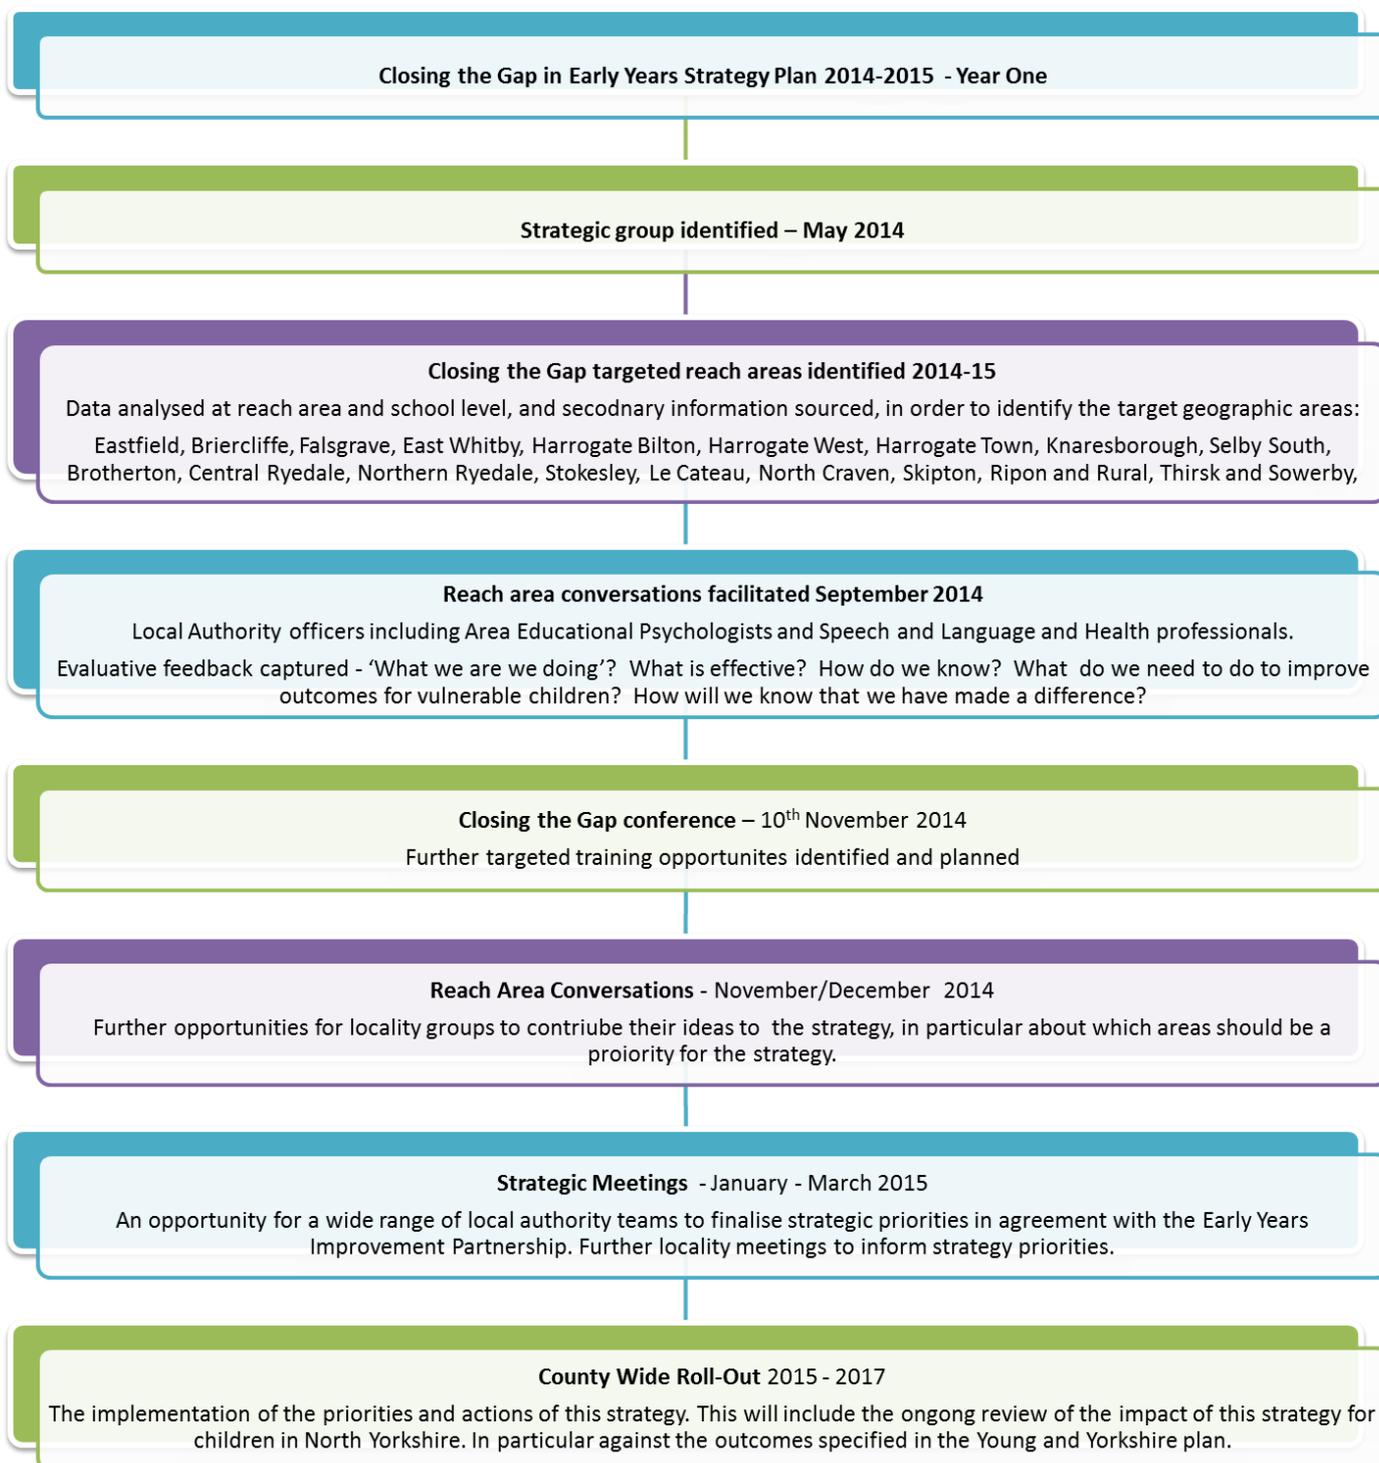 Closing the Gap in Early Years Strategy Plan 2014-2015 - Year One
Strategic group identified – May 2014
Closing the Gap targeted reach areas identified 2014-15
Data analysed at reach area and school level, and secodnary information sourced, in order to identify the target geographic areas:
Eastfield, Briercliffe, Falsgrave, East Whitby, Harrogate Bilton, Harrogate West, Harrogate Town, Knaresborough, Selby South,
Brotherton, Central Ryedale, Northern Ryedale, Stokesley, Le Cateau, North Craven, Skipton, Ripon and Rural, Thirsk and Sowerby,
Reach area conversations facilitated September 2014
Local Authority officers including Area Educational Psychologists and Speech and Language and Health professionals.
Evaluative feedback captured - ‘What we are we doing’? What is effective? How do we know? What do we need to do to improve
outcomes for vulnerable children? How will we know that we have made a difference?
Closing the Gap conference – 10th November 2014
Further targeted training opportunites identified and planned
Reach Area Conversations - November/December 2014
Further opportunities for locality groups to contriube their ideas to the strategy, in particular about which areas should be a
proiority for the strategy.
Strategic Meetings - January - March 2015
An opportunity for a wide range of local authority teams to finalise strategic priorities in agreement with the Early Years
Improvement Partnership. Further locality meetings to inform strategy priorities.
County Wide Roll-Out 2015 - 2017
The implementation of the priorities and actions of this strategy. This will include the ongong review of the impact of this strategy for
children in North Yorkshire. In particular against the outcomes specified in the Young and Yorkshire plan.